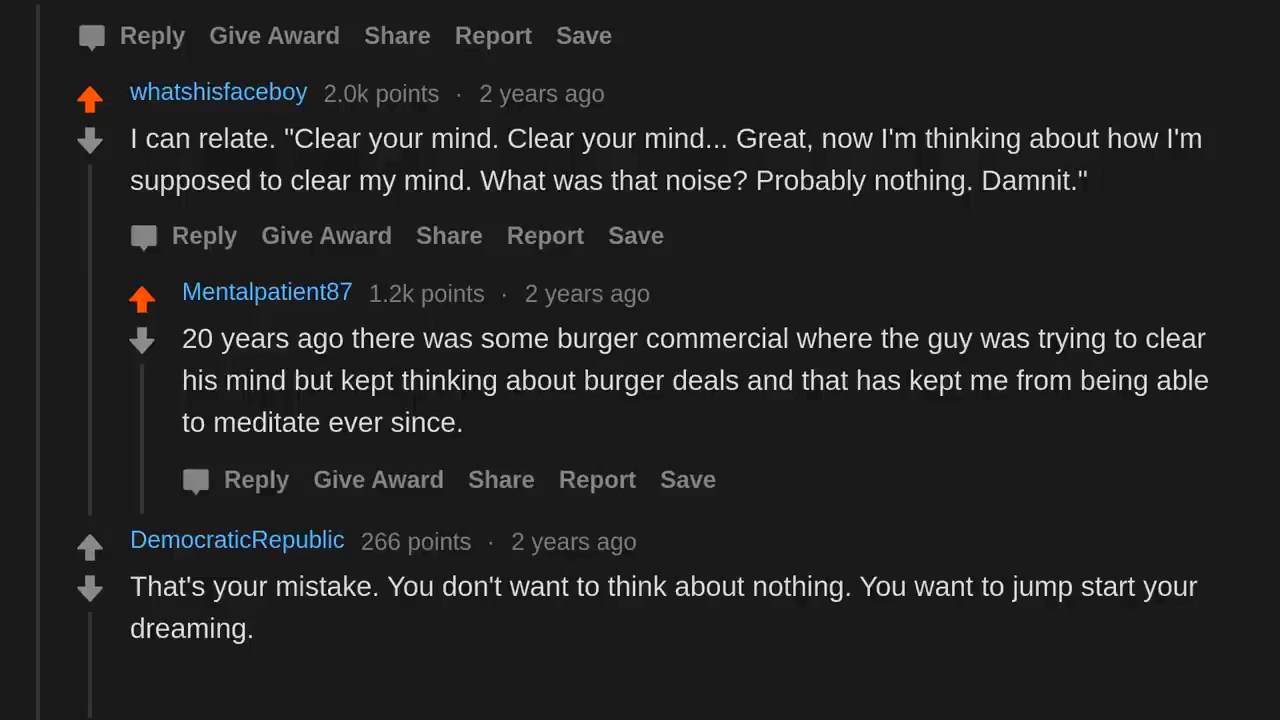 Reply Give Award Share Report Save
whatshisfaceboy 2.0k points · 2 years ago
I can relate. "Clear your mind. Clear your mind... Great, now I'm thinking about how I'm
supposed to clear my mind. What was that noise? Probably nothing. Damnit."
Reply Give Award Share Report Save
Mentalpatient87 1.2k points · 2 years ago
20 years ago there was some burger commercial where the guy was trying to clear
his mind but kept thinking about burger deals and that has kept me from being able
to meditate ever since.
Reply Give Award Share Report Save
DemocraticRepublic 266 points · 2 years ago
That's your mistake. You don't want to think about nothing. You want to jump start your
dreaming.